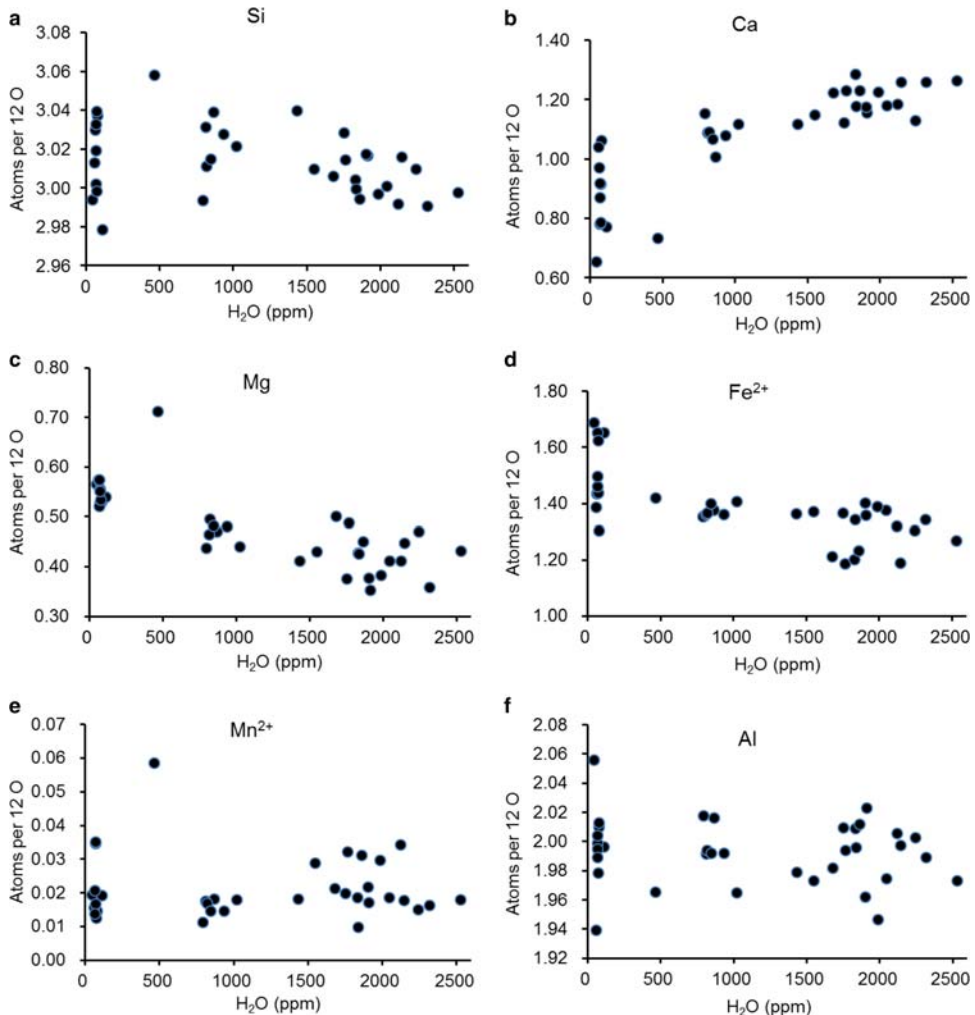 a
Si
Atoms per 12 O
3.08
3.06
3.04
3.02
3.00
2.98
2.96
0 500 1000 1500 2000 2500
H₂O (ppm)
b
Ca
Atoms per 12 O
1.40
1.20
1.00
0.80
0.60
0 500 1000 1500 2000 2500
H₂O (ppm)
c
Mg
Atoms per 12 O
0.80
0.70
0.60
0.50
0.40
0.30
0 500 1000 1500 2000 2500
H₂O (ppm)
d
Fe²⁺
Atoms per 12 O
1.80
1.60
1.40
1.20
1.00
0 500 1000 1500 2000 2500
H₂O (ppm)
e
Mn²⁺
Atoms per 12 O
0.07
0.06
0.05
0.04
0.03
0.02
0.01
0.00
0 500 1000 1500 2000 2500
H₂O (ppm)
f
Al
Atoms per 12 O
2.08
2.06
2.04
2.02
2.00
1.98
1.96
1.94
1.92
0 500 1000 1500 2000 2500
H₂O (ppm)